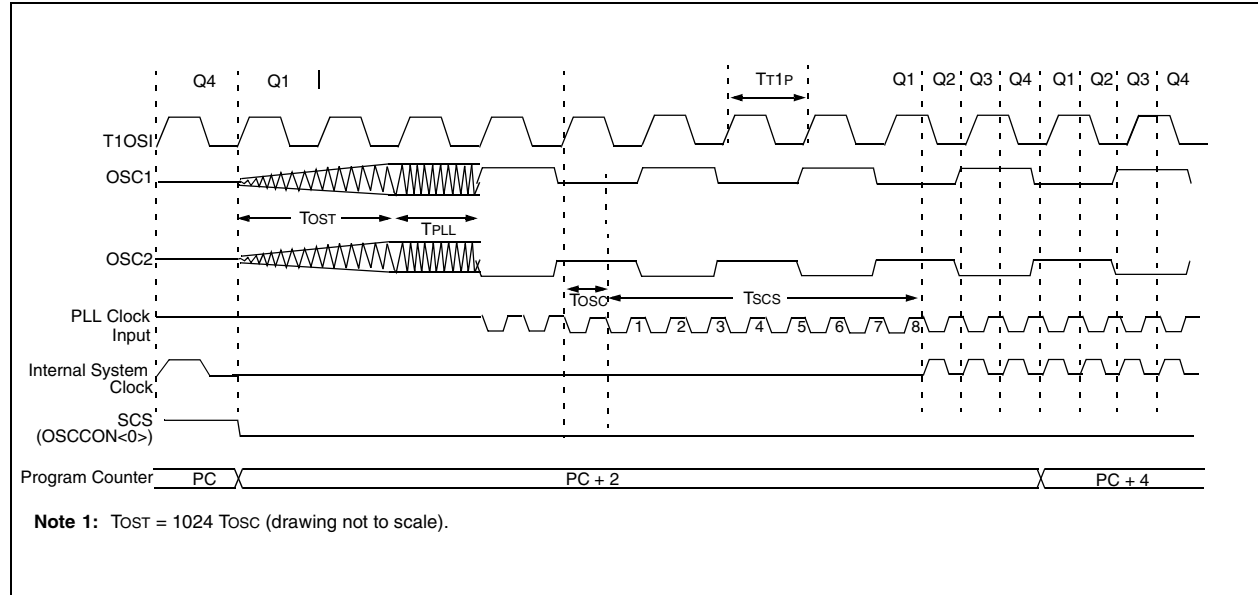 Q4 Q1 TT1P Q1 Q2 Q3 Q4 Q1 Q2 Q3 Q4
T1OSI
OSC1
TOST TPLL
OSC2
TOSC TSCS
PLL Clock
Input
1 2 3 4 5 6 7 8
Internal System
Clock
SCS
(OSCCON<0>)
Program Counter PC PC + 2 PC + 4
Note 1: TOST = 1024 TOSC (drawing not to scale).